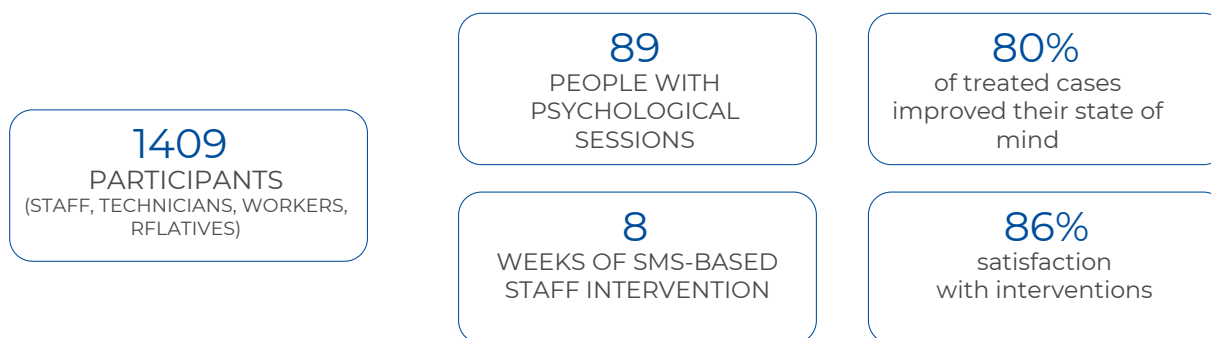 1409
PARTICIPANTS
(STAFF, TECHNICIANS, WORKERS,
RFLATIVES)
89
PEOPLE WITH
PSYCHOLOGICAL
SESSIONS
80%
of treated cases
improved their state of
mind
8
WEEKS OF SMS-BASED
STAFF INTERVENTION
86%
satisfaction
with interventions